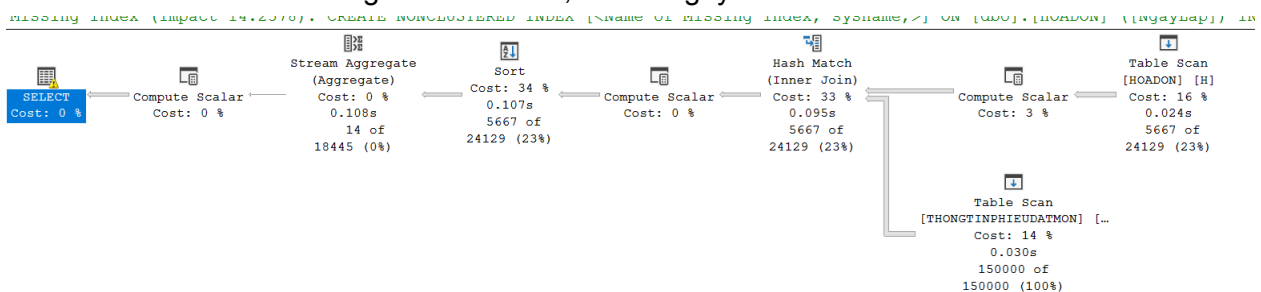 Missing Index (Impact 14.2576): CREATE NONCLUSTERED INDEX [<Name of Missing Index, sysname,>] ON [dbo].[HOADON] ([NgayLap]) IN
SELECT
Cost: 0 %
Compute Scalar
Cost: 0 %
Stream Aggregate
(Aggregate)
Cost: 0 %
0.108s
14 of
18445 (0%)
Sort
Cost: 34 %
0.107s
5667 of
24129 (23%)
Compute Scalar
Cost: 0 %
Hash Match
(Inner Join)
Cost: 33 %
0.095s
5667 of
24129 (23%)
Compute Scalar
Cost: 3 %
Table Scan
[HOADON] [H]
Cost: 16 %
0.024s
5667 of
24129 (23%)
Table Scan
[THONGTINPHIEUDATMON] […
Cost: 14 %
0.030s
150000 of
150000 (100%)